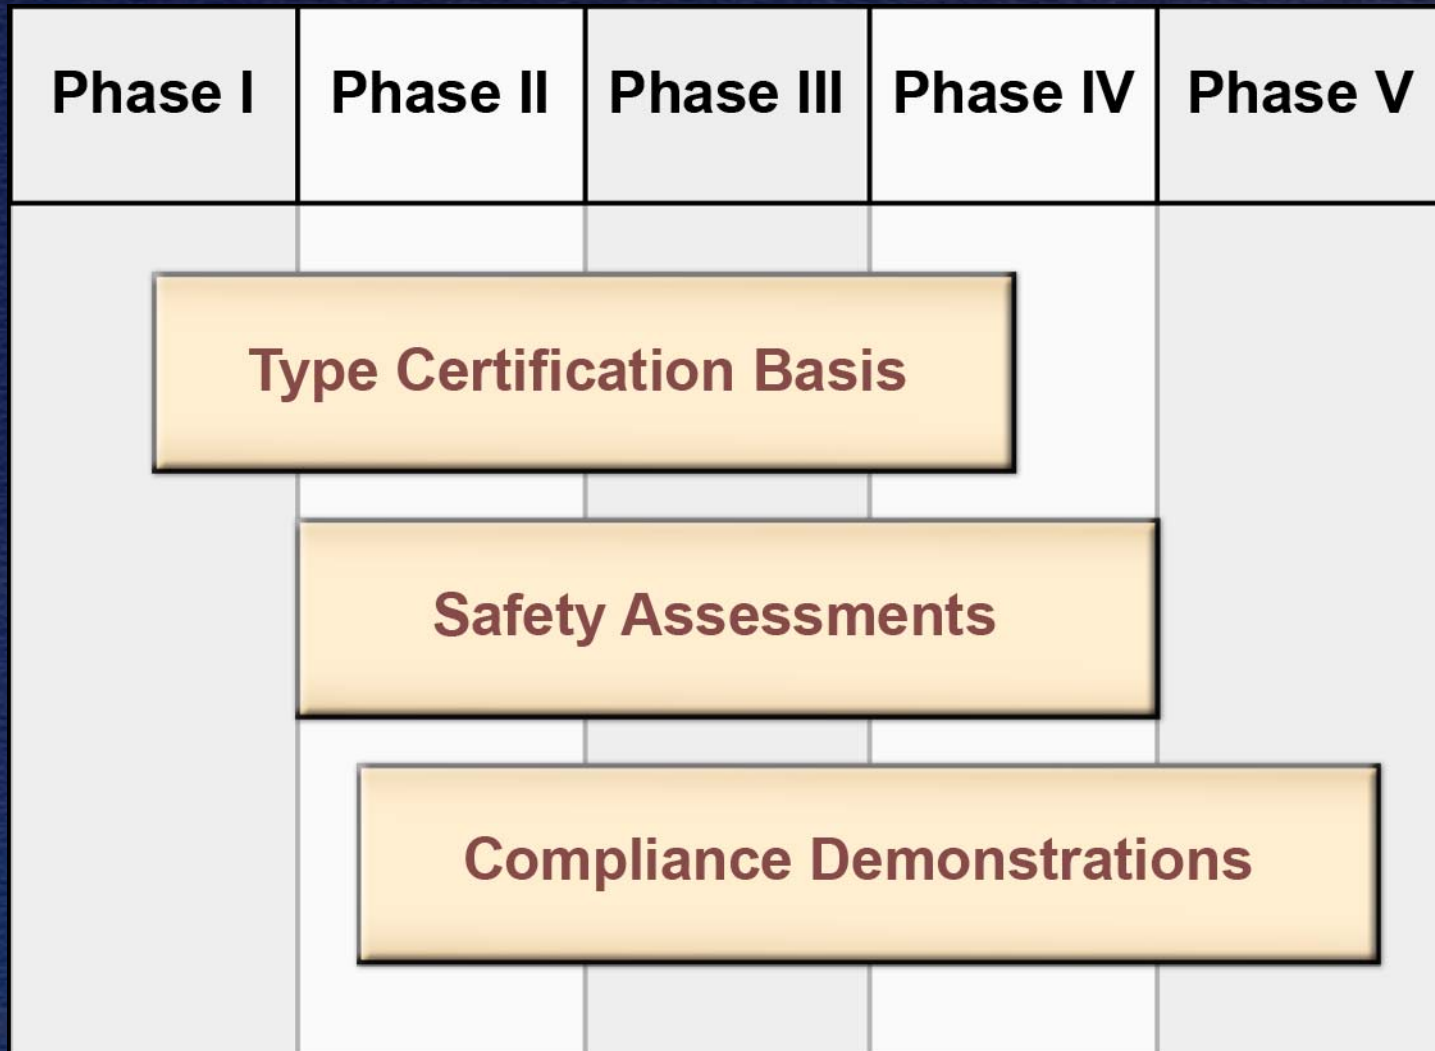 Phase I Phase II Phase III Phase IV Phase V
Type Certification Basis
Safety Assessments
Compliance Demonstrations